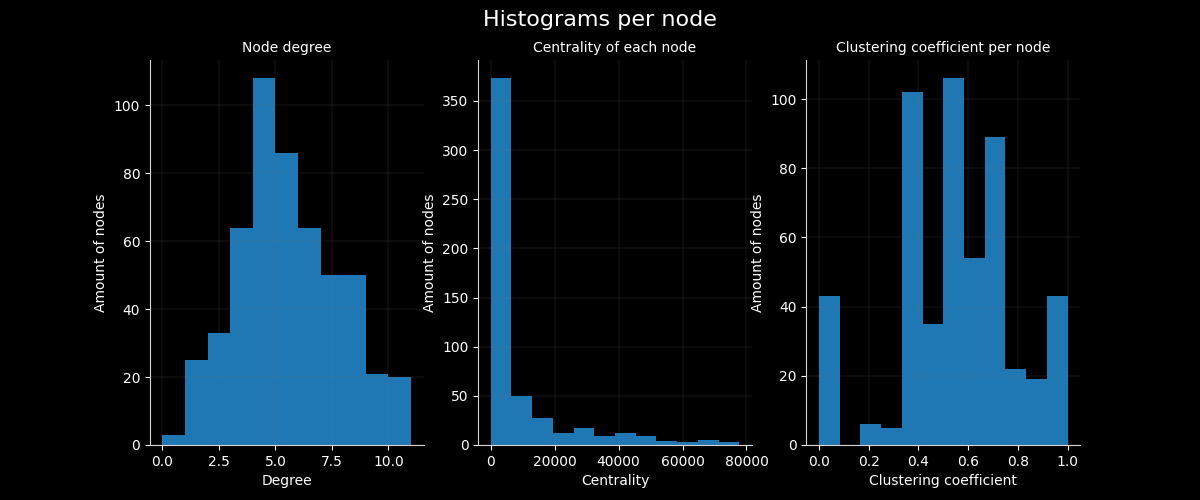 Histograms per node
Node degree
Amount of nodes
100
80
60
40
20
0
0.0 2.5 5.0 7.5 10.0
Degree
Centrality of each node
Amount of nodes
350
300
250
200
150
100
50
0
0 20000 40000 60000 80000
Centrality
Clustering coefficient per node
Amount of nodes
100
80
60
40
20
0
0.0 0.2 0.4 0.6 0.8 1.0
Clustering coefficient